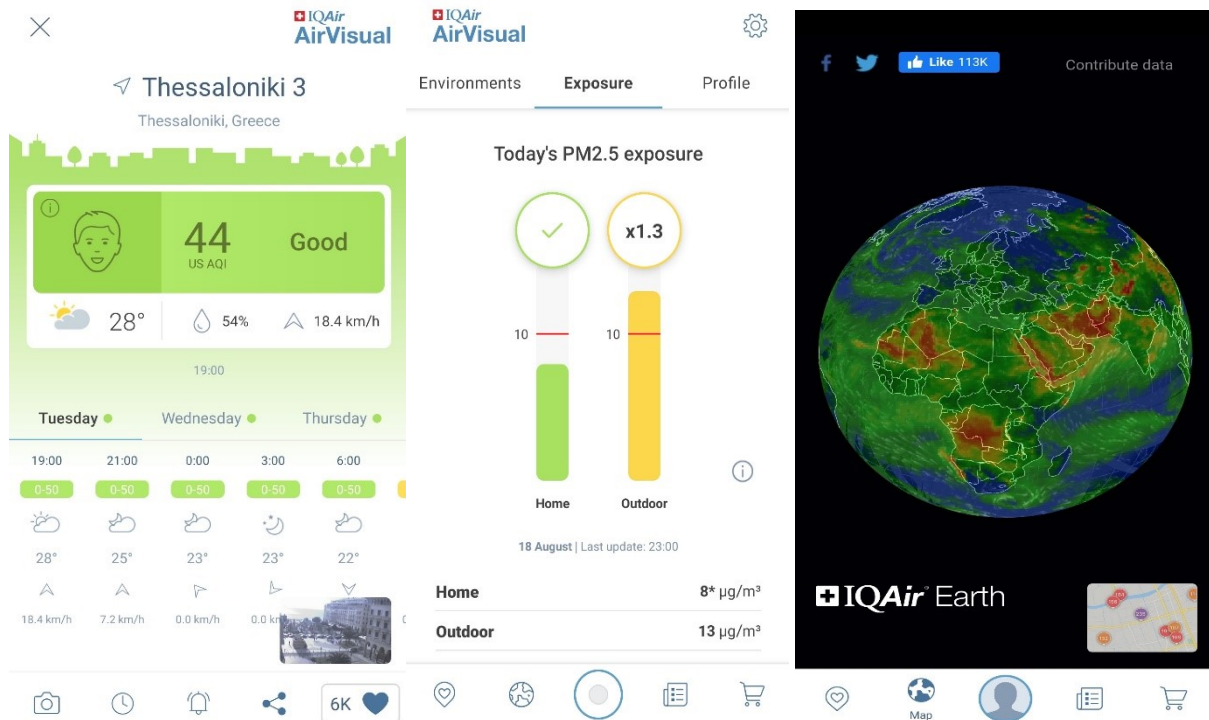 IQAir
AirVisual
Thessaloniki 3
Thessaloniki, Greece
44
US AQI
Good
28°
54%
18.4 km/h
19:00
Tuesday
Wednesday
Thursday
19:00 21:00 0:00 3:00 6:00
0-50 0-50 0-50 0-50 0-50
28° 25° 23° 23° 22°
18.4 km/h 7.2 km/h 0.0 km/h 0.0
6K
IQAir
AirVisual
Environments Exposure Profile
Today's PM2.5 exposure
x1.3
10 10
Home Outdoor
18 August | Last update: 23:00
Home 8* µg/m³
Outdoor 13 µg/m³
Like 113K
Contribute data
IQAir Earth
Map